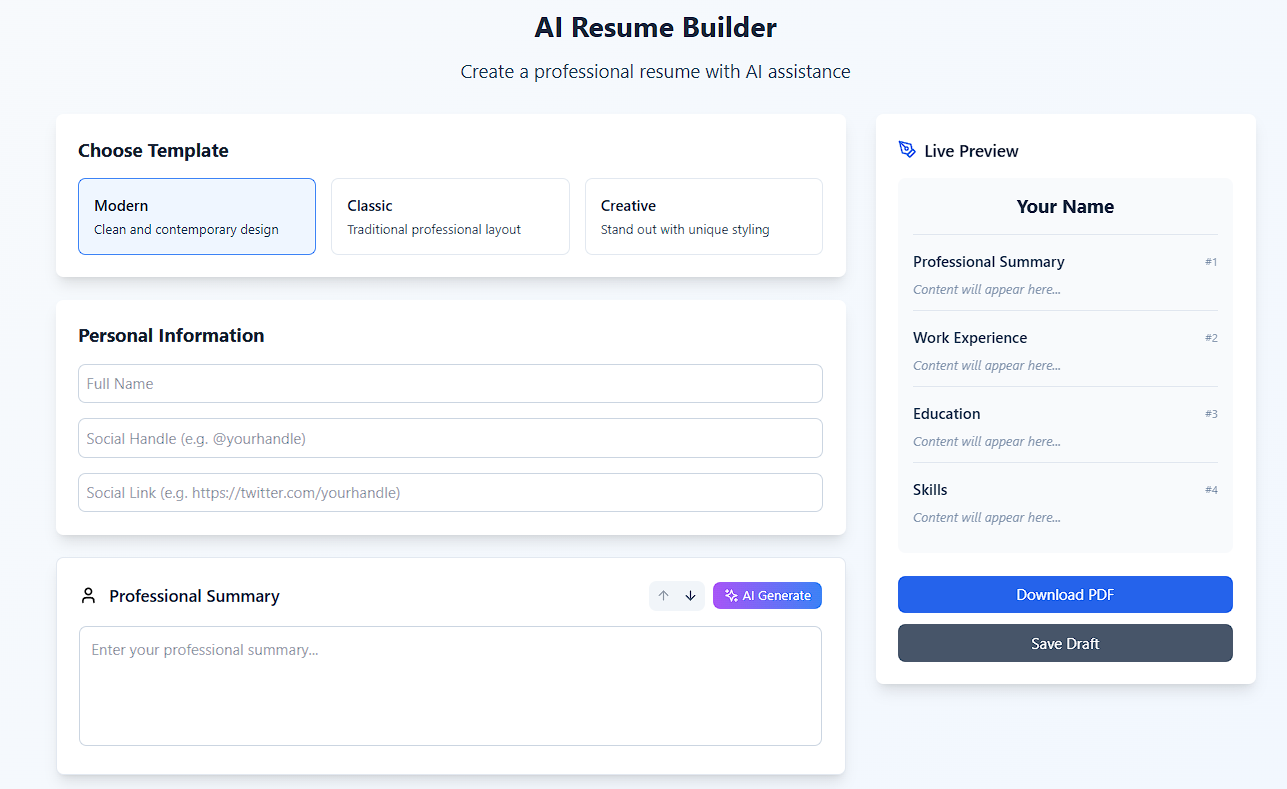 AI Resume Builder
Create a professional resume with AI assistance
Choose Template
Modern
Clean and contemporary design
Classic
Traditional professional layout
Creative
Stand out with unique styling
Personal Information
Full Name
Social Handle (e.g. @yourhandle)
Social Link (e.g. https://twitter.com/yourhandle)
Professional Summary
AI Generate
Enter your professional summary...
Live Preview
Your Name
Professional Summary #1
Content will appear here...
Work Experience #2
Content will appear here...
Education #3
Content will appear here...
Skills #4
Content will appear here...
Download PDF
Save Draft